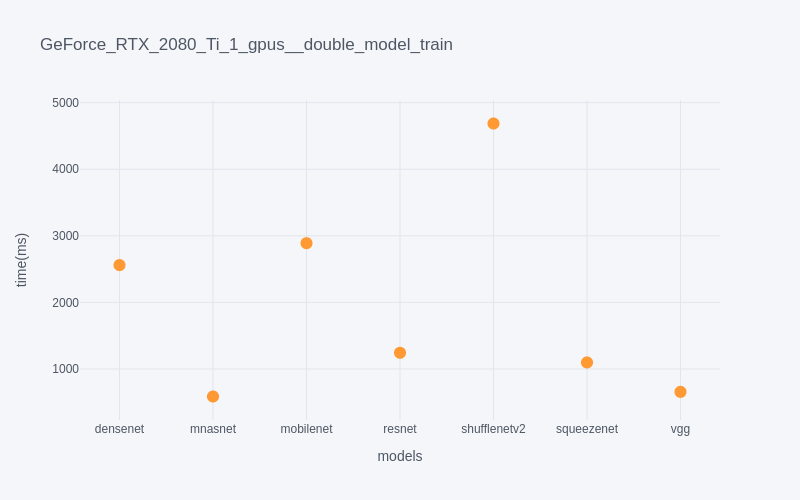 GeForce_RTX_2080_Ti_1_gpus__double_model_train
5000
4000
3000
2000
1000
time(ms)
densenet
mnasnet
mobilenet
resnet
shufflenetv2
squeezenet
vgg
models